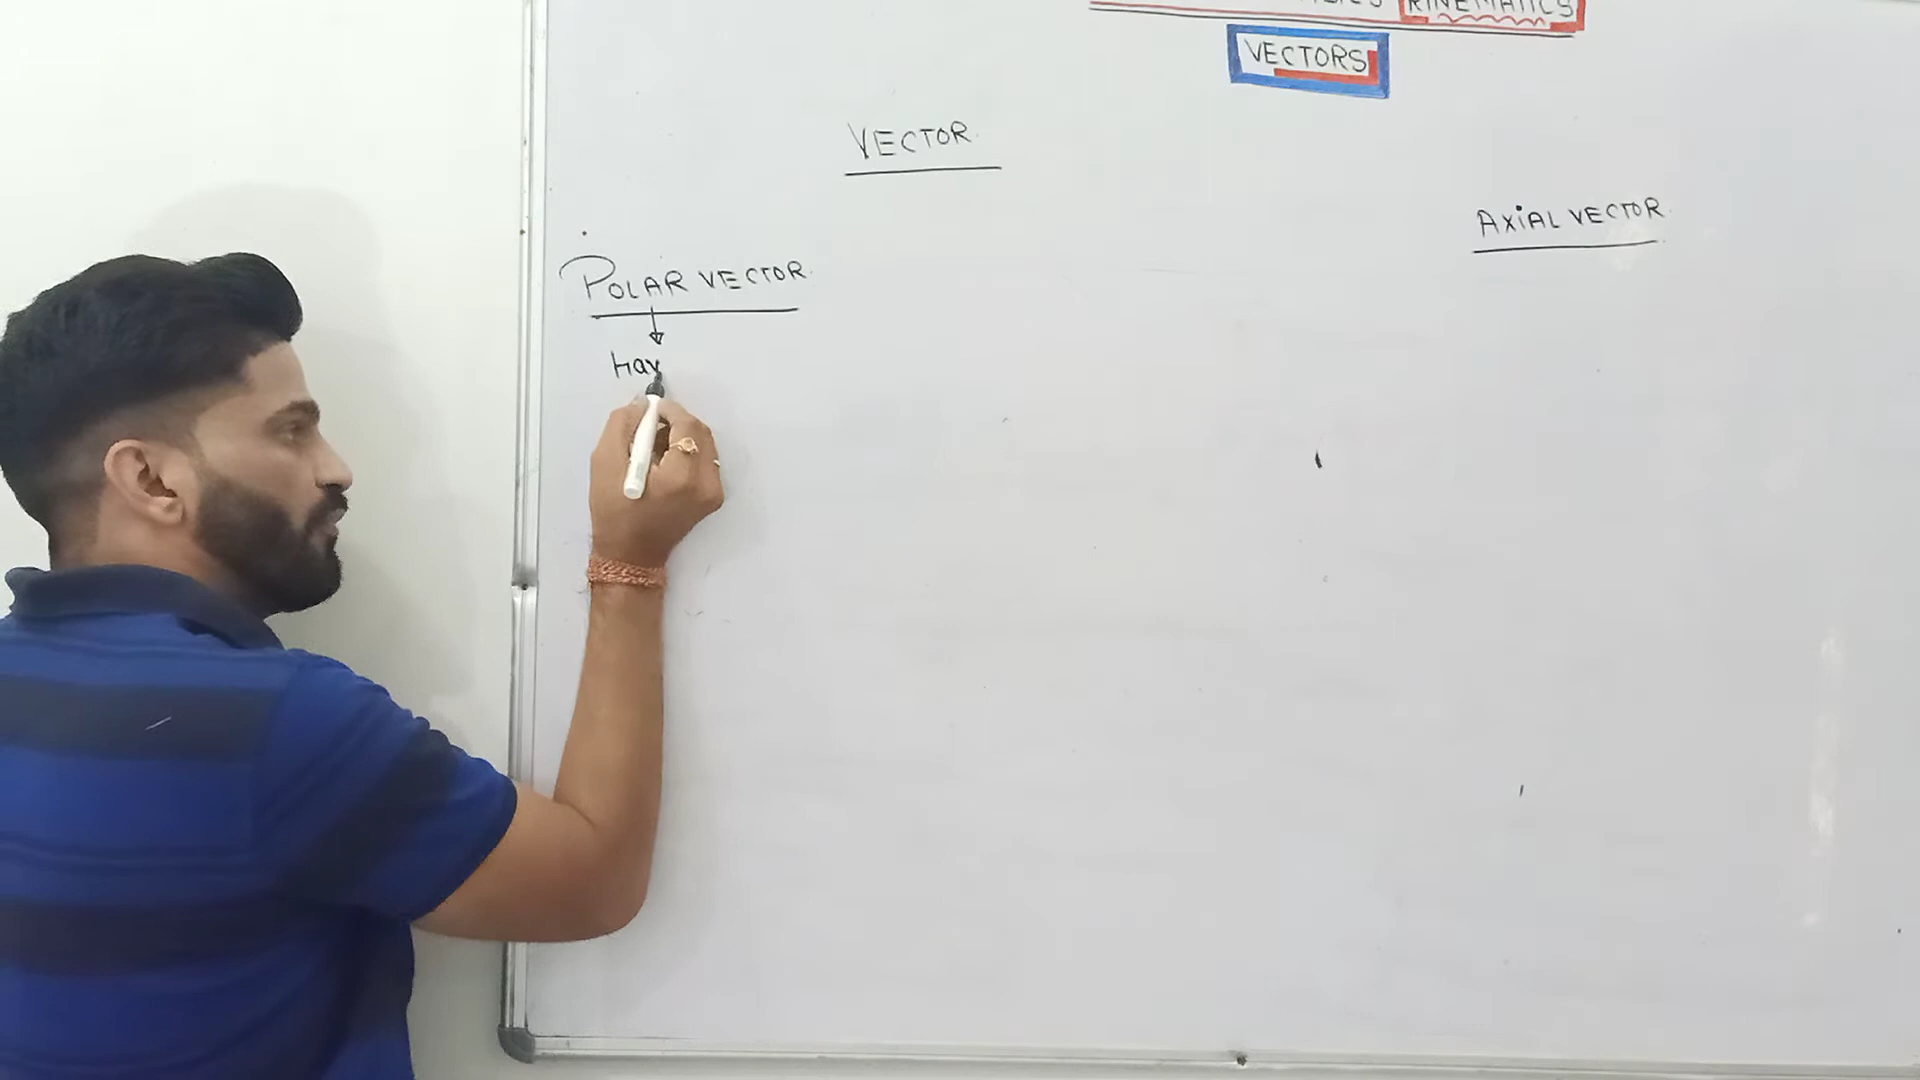 KINEMATICS
VECTORS
VECTOR.
AXIAL VECTOR.
POLAR VECTOR.
Hav